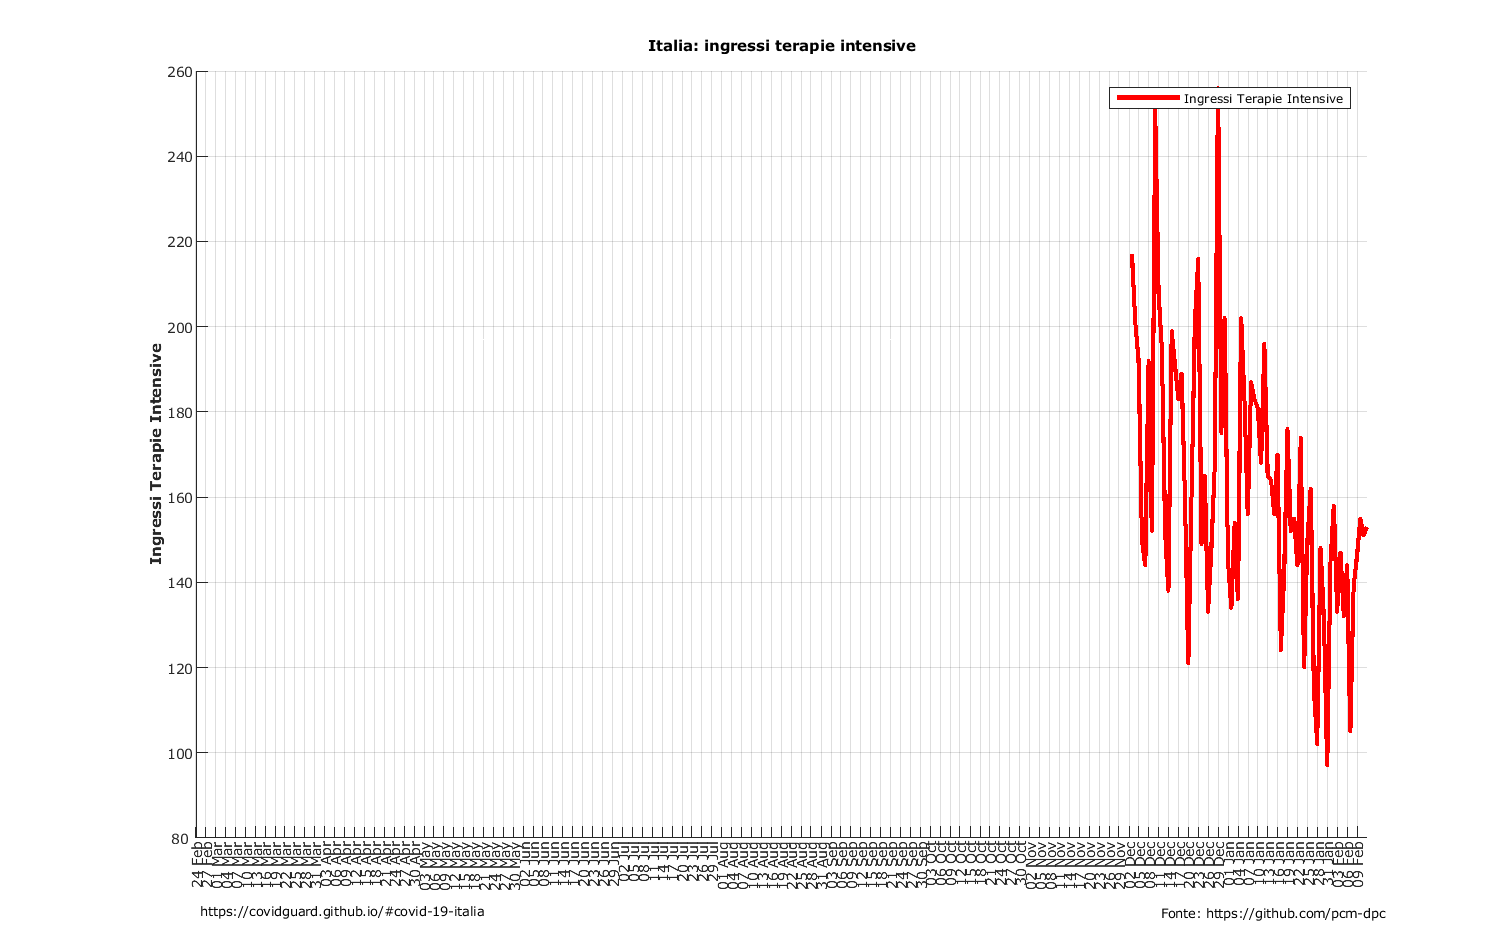 Italia: ingressi terapie intensive
Ingressi Terapie Intensive
260
240
220
200
180
160
140
120
100
80
Ingressi Terapie Intensive
24 Feb
27 Feb
01 Mar
04 Mar
07 Mar
10 Mar
13 Mar
16 Mar
19 Mar
22 Mar
25 Mar
28 Mar
31 Mar
03 Apr
06 Apr
09 Apr
12 Apr
15 Apr
18 Apr
21 Apr
24 Apr
27 Apr
30 Apr
03 May
06 May
09 May
12 May
15 May
18 May
21 May
24 May
27 May
30 May
02 Jun
05 Jun
08 Jun
11 Jun
14 Jun
17 Jun
20 Jun
23 Jun
26 Jun
29 Jun
02 Jul
05 Jul
08 Jul
11 Jul
14 Jul
17 Jul
20 Jul
23 Jul
26 Jul
29 Jul
01 Aug
04 Aug
07 Aug
10 Aug
13 Aug
16 Aug
19 Aug
22 Aug
25 Aug
28 Aug
31 Aug
03 Sep
06 Sep
09 Sep
12 Sep
15 Sep
18 Sep
21 Sep
24 Sep
27 Sep
30 Sep
03 Oct
06 Oct
09 Oct
12 Oct
15 Oct
18 Oct
21 Oct
24 Oct
27 Oct
30 Oct
02 Nov
05 Nov
08 Nov
11 Nov
14 Nov
17 Nov
20 Nov
23 Nov
26 Nov
29 Nov
02 Dec
05 Dec
08 Dec
11 Dec
14 Dec
17 Dec
20 Dec
23 Dec
26 Dec
29 Dec
01 Jan
04 Jan
07 Jan
10 Jan
13 Jan
16 Jan
19 Jan
22 Jan
25 Jan
28 Jan
31 Jan
03 Feb
06 Feb
09 Feb
https://covidguard.github.io/#covid-19-italia
Fonte: https://github.com/pcm-dpc